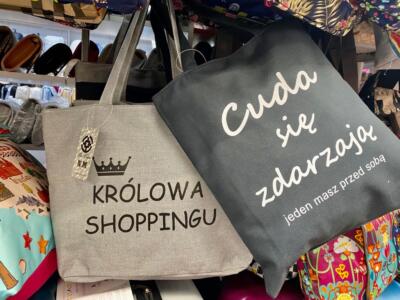 KRÓLOWA
SHOPPINGU
Cuda
się
zdarzają
jeden masz przed sobą